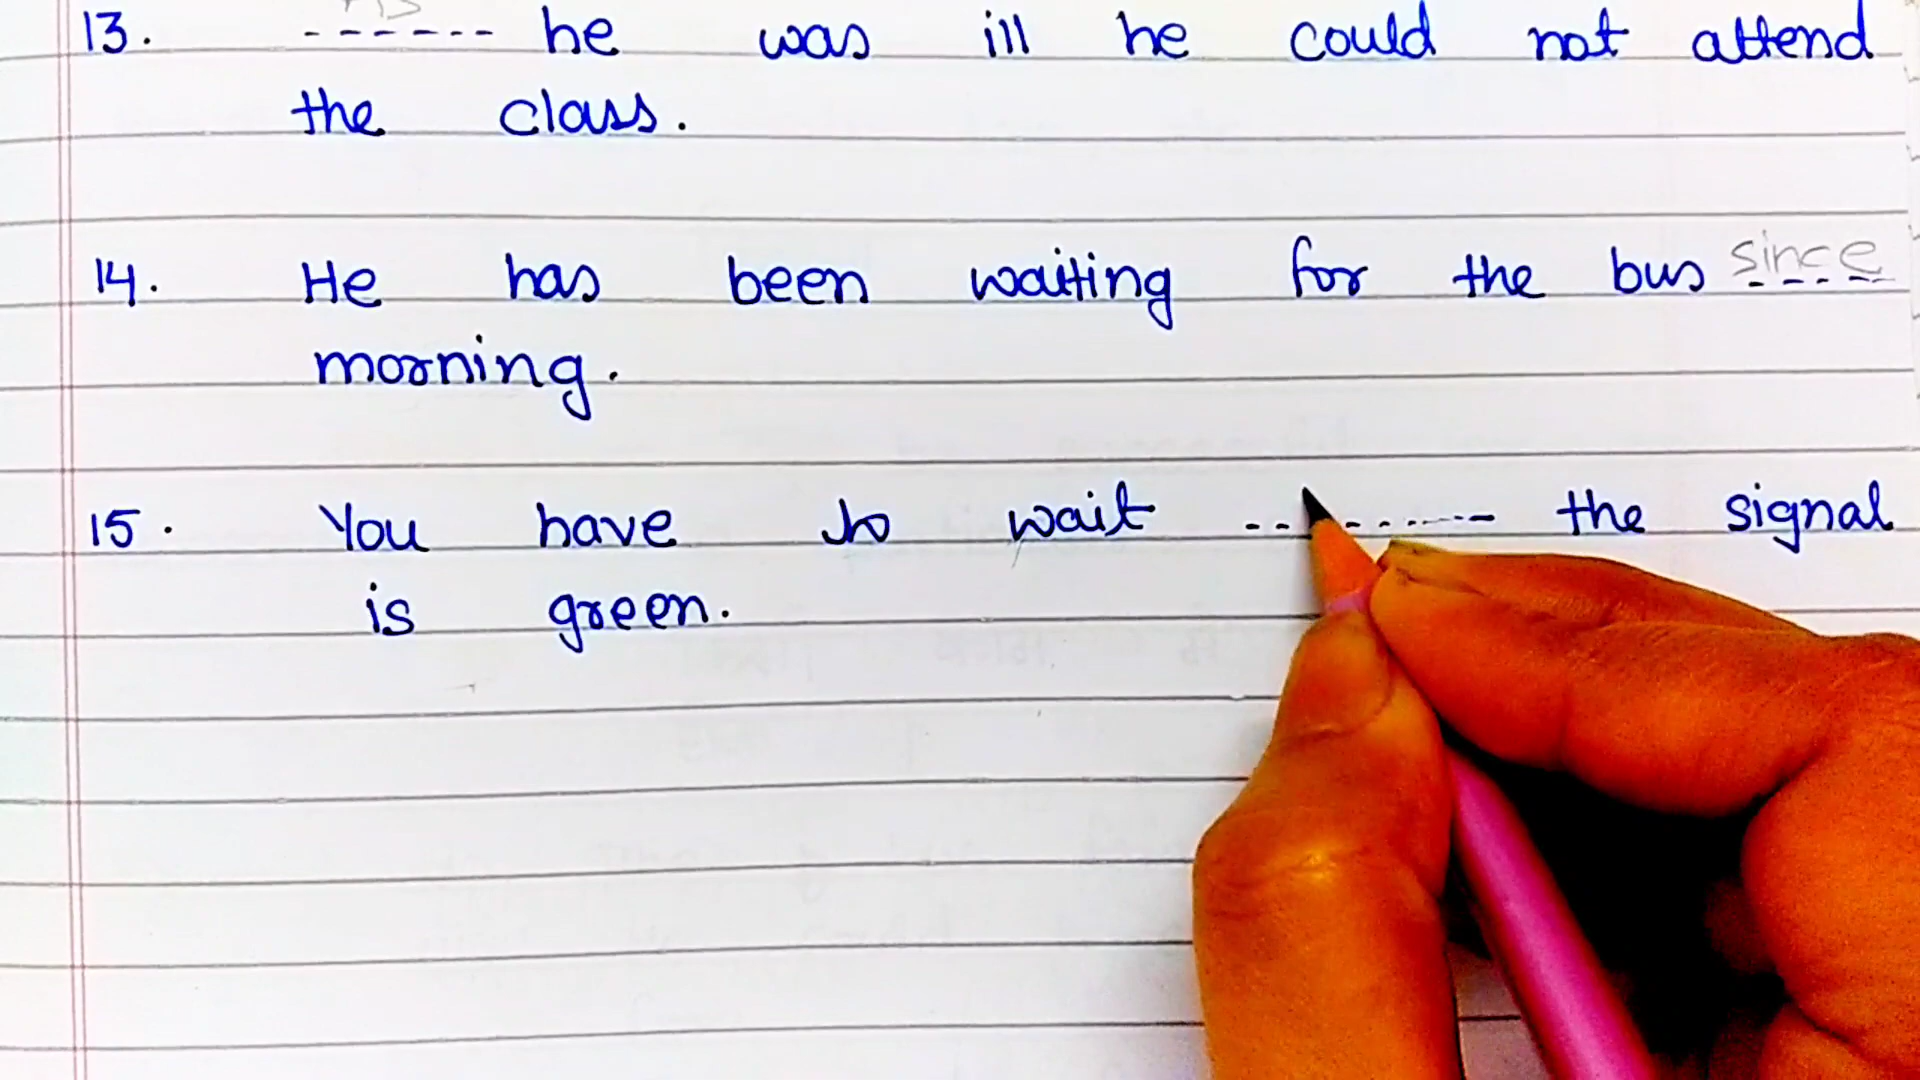 13. ------ he was ill he could not attend
the class.
14. He has been waiting for the bus since
morning.
15. You have to wait -------- the signal
is green.